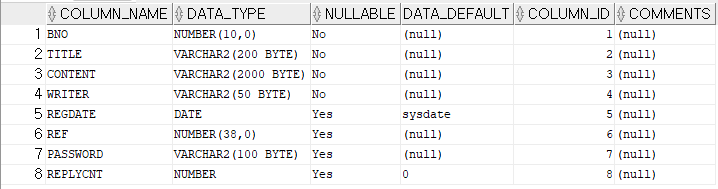 COLUMN_NAME DATA_TYPE NULLABLE DATA_DEFAULT COLUMN_ID COMMENTS
1 BNO NUMBER(10,0) No (null) 1 (null)
2 TITLE VARCHAR2(200 BYTE) No (null) 2 (null)
3 CONTENT VARCHAR2(2000 BYTE) No (null) 3 (null)
4 WRITER VARCHAR2(50 BYTE) No (null) 4 (null)
5 REGDATE DATE Yes sysdate 5 (null)
6 REF NUMBER(38,0) Yes (null) 6 (null)
7 PASSWORD VARCHAR2(100 BYTE) Yes (null) 7 (null)
8 REPLYCNT NUMBER Yes 0 8 (null)